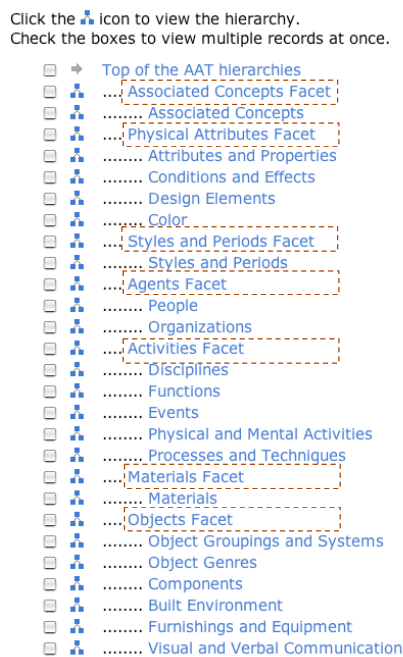 Click the icon to view the hierarchy.
Check the boxes to view multiple records at once.
Top of the AAT hierarchies
.... Associated Concepts Facet
........ Associated Concepts
.... Physical Attributes Facet
........ Attributes and Properties
........ Conditions and Effects
........ Design Elements
........ Color
.... Styles and Periods Facet
........ Styles and Periods
.... Agents Facet
........ People
........ Organizations
.... Activities Facet
........ Disciplines
........ Functions
........ Events
........ Physical and Mental Activities
........ Processes and Techniques
.... Materials Facet
........ Materials
.... Objects Facet
........ Object Groupings and Systems
........ Object Genres
........ Components
........ Built Environment
........ Furnishings and Equipment
........ Visual and Verbal Communication